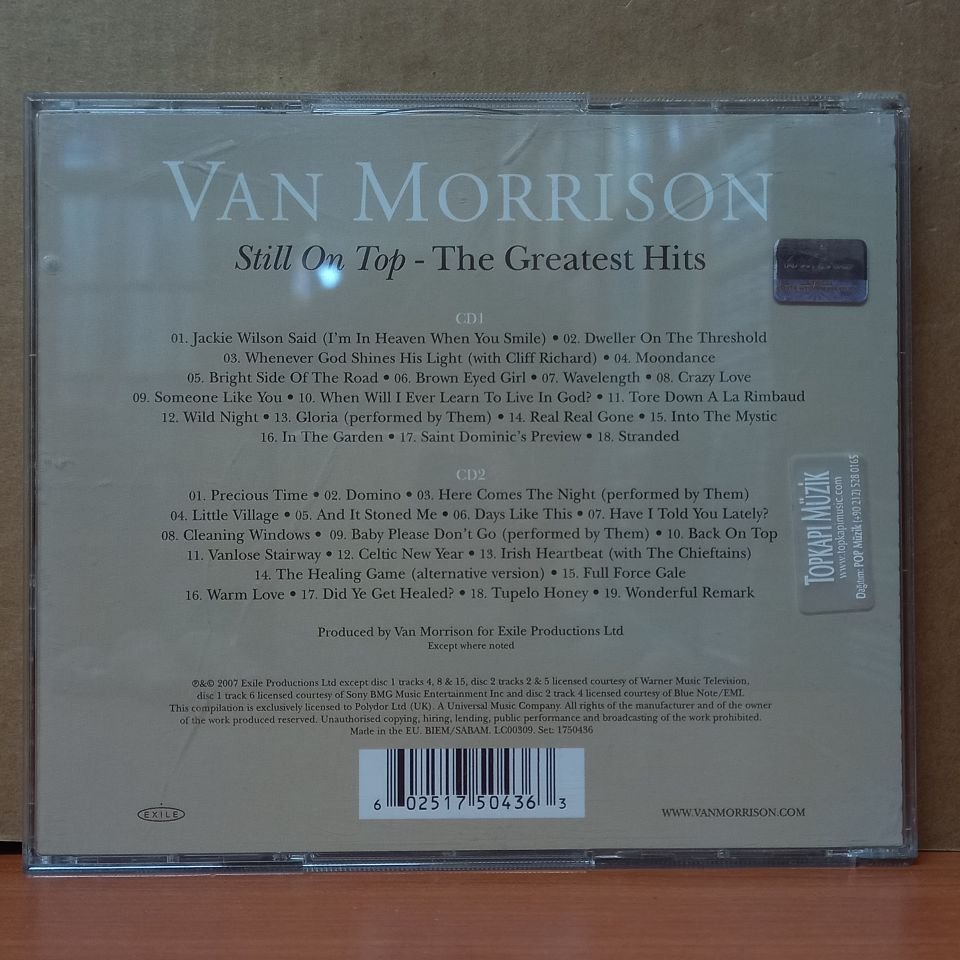 VAN MORRISON
Still On Top - The Greatest Hits
CD1
01. Jackie Wilson Said (I'm In Heaven When You Smile) • 02. Dweller On The Threshold
03. Whenever God Shines His Light (with Cliff Richard) • 04. Moondance
05. Bright Side Of The Road • 06. Brown Eyed Girl • 07. Wavelength • 08. Crazy Love
09. Someone Like You • 10. When Will I Ever Learn To Live In God? • 11. Tore Down A La Rimbaud
12. Wild Night • 13. Gloria (performed by Them) • 14. Real Real Gone • 15. Into The Mystic
16. In The Garden • 17. Saint Dominic's Preview • 18. Stranded
CD2
01. Precious Time • 02. Domino • 03. Here Comes The Night (performed by Them)
04. Little Village • 05. And It Stoned Me • 06. Days Like This • 07. Have I Told You Lately?
08. Cleaning Windows • 09. Baby Please Don't Go (performed by Them) • 10. Back On Top
11. Vanlose Stairway • 12. Celtic New Year • 13. Irish Heartbeat (with The Chieftains)
14. The Healing Game (alternative version) • 15. Full Force Gale
16. Warm Love • 17. Did Ye Get Healed? • 18. Tupelo Honey • 19. Wonderful Remark
TOPKAPI MÜZİK
www.topkapimusic.com
Dağıtım: POP Müzik (+90 212) 528 0165
Produced by Van Morrison for Exile Productions Ltd
Except where noted
℗&© 2007 Exile Productions Ltd except disc 1 tracks 4, 8 & 15, disc 2 tracks 2 & 5 licensed courtesy of Warner Music Television,
disc 1 track 6 licensed courtesy of Sony BMG Music Entertainment Inc and disc 2 track 4 licensed courtesy of Blue Note/EMI.
This compilation is exclusively licensed to Polydor Ltd (UK). A Universal Music Company. All rights of the manufacturer and of the owner
of the work produced reserved. Unauthorised copying, hiring, lending, public performance and broadcasting of the work prohibited.
Made in the EU. BIEM/SABAM. LC00309. Set: 1750436
6 02517 50436 3
EXILE
WWW.VANMORRISON.COM